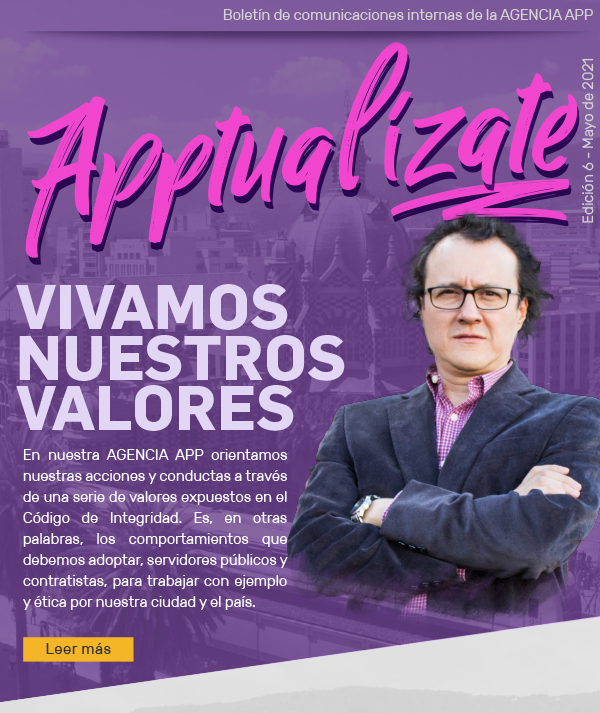 Boletín de comunicaciones internas de la AGENCIA APP
Apptualízate
Edición 6 - Mayo de 2021
VIVAMOS
NUESTROS
VALORES
En nuestra AGENCIA APP orientamos
nuestras acciones y conductas a través
de una serie de valores expuestos en el
Código de Integridad. Es, en otras
palabras, los comportamientos que
debemos adoptar, servidores públicos y
contratistas, para trabajar con ejemplo
y ética por nuestra ciudad y el país.
Leer más